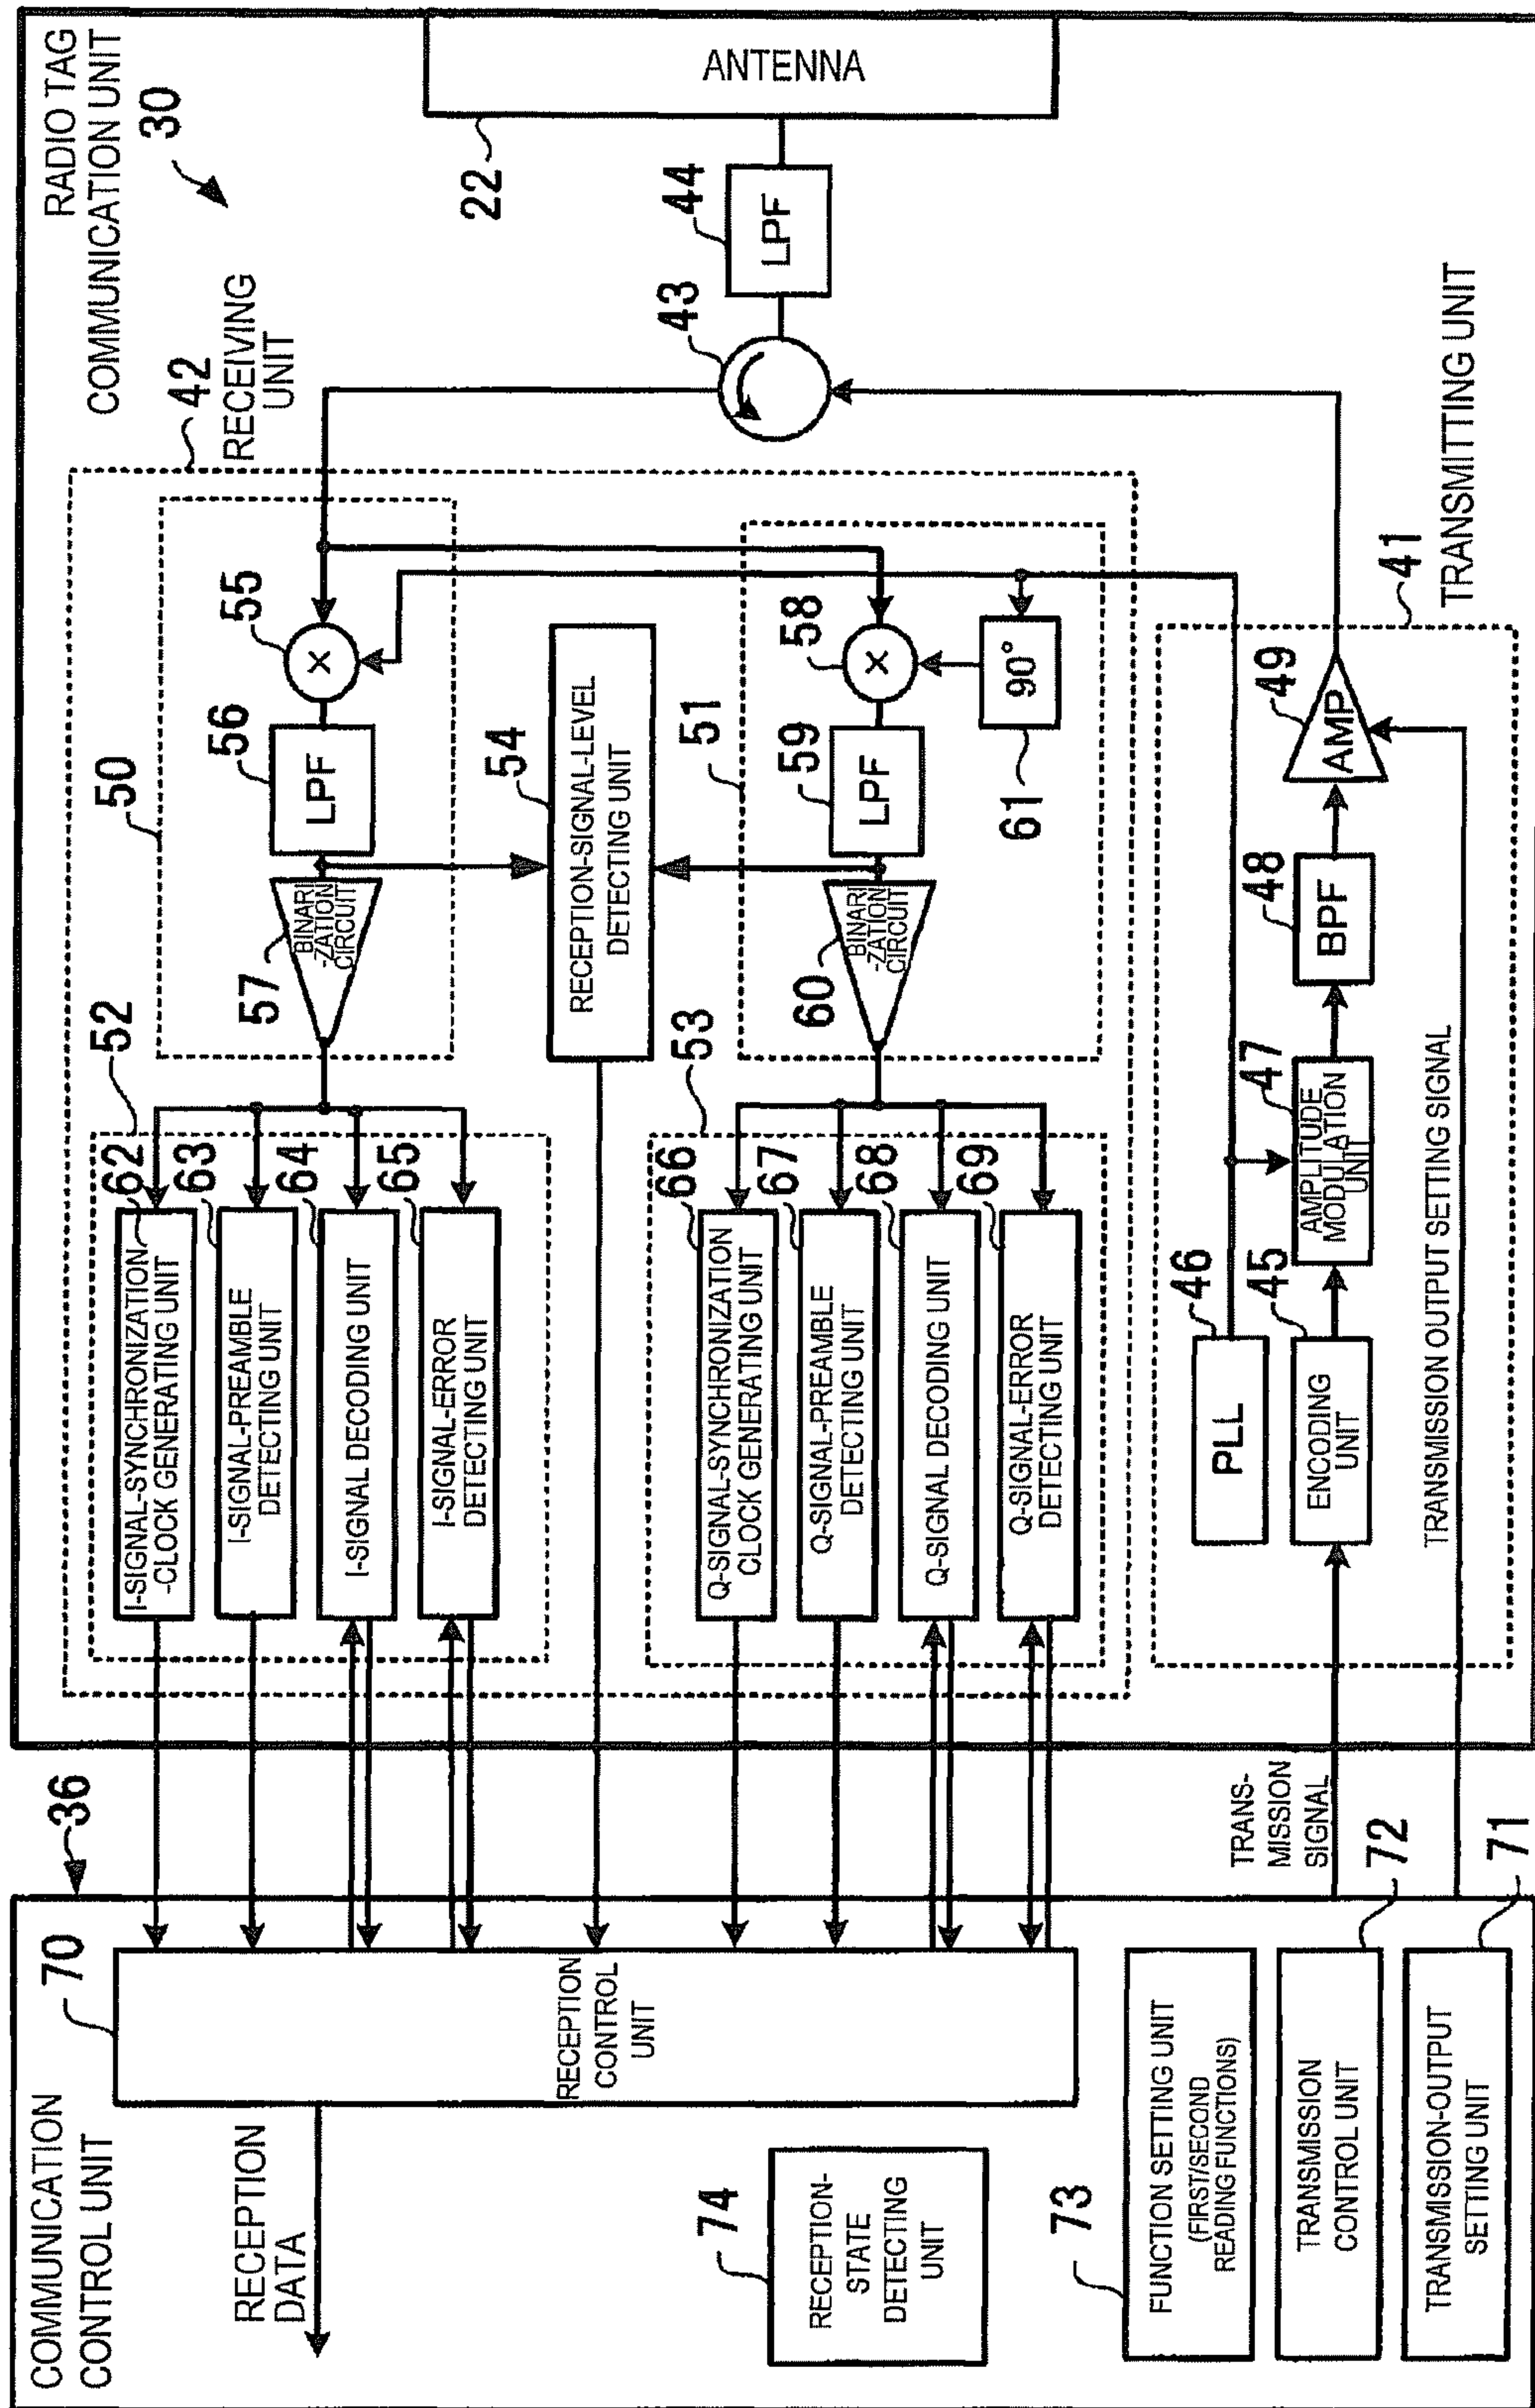 COMMUNICATION
CONTROL UNIT
36
70
RECEPTION
CONTROL
UNIT
RECEPTION
DATA
74
RECEPTION-
STATE
DETECTING
UNIT
73
FUNCTION SETTING UNIT
(FIRST/SECOND
READING FUNCTIONS)
TRANSMISSION
CONTROL UNIT
72
TRANSMISSION-OUTPUT
SETTING UNIT
71
TRANS-
MISSION
SIGNAL
RADIO TAG
COMMUNICATION UNIT
30
42
RECEIVING
UNIT
52
I-SIGNAL-SYNCHRONIZATION
-CLOCK GENERATING UNIT
62
I-SIGNAL-PREAMBLE
DETECTING UNIT
63
I-SIGNAL DECODING UNIT
64
I-SIGNAL-ERROR
DETECTING UNIT
65
50
57
BINARI
-ZATION
CIRCUIT
56
LPF
55
×
54
RECEPTION-SIGNAL-LEVEL
DETECTING UNIT
53
Q-SIGNAL-SYNCHRONIZATION
CLOCK GENERATING UNIT
66
Q-SIGNAL-PREAMBLE
DETECTING UNIT
67
Q-SIGNAL DECODING UNIT
68
Q-SIGNAL-ERROR
DETECTING UNIT
69
51
60
BINARI
-ZATION
CIRCUIT
59
LPF
58
×
90°
61
43
44
LPF
22
ANTENNA
41
TRANSMITTING UNIT
46
PLL
45
ENCODING
UNIT
47
AMPLITUDE
MODULATION
UNIT
48
BPF
49
AMP
TRANSMISSION OUTPUT SETTING SIGNAL